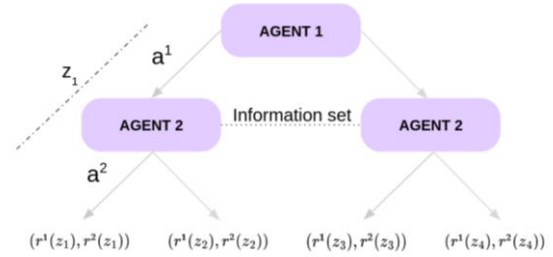 AGENT 1
a¹
z₁
Information set
AGENT 2
AGENT 2
a²
(r¹(z₁), r²(z₁)) (r¹(z₂), r²(z₂)) (r¹(z₃), r²(z₃)) (r¹(z₄), r²(z₄))